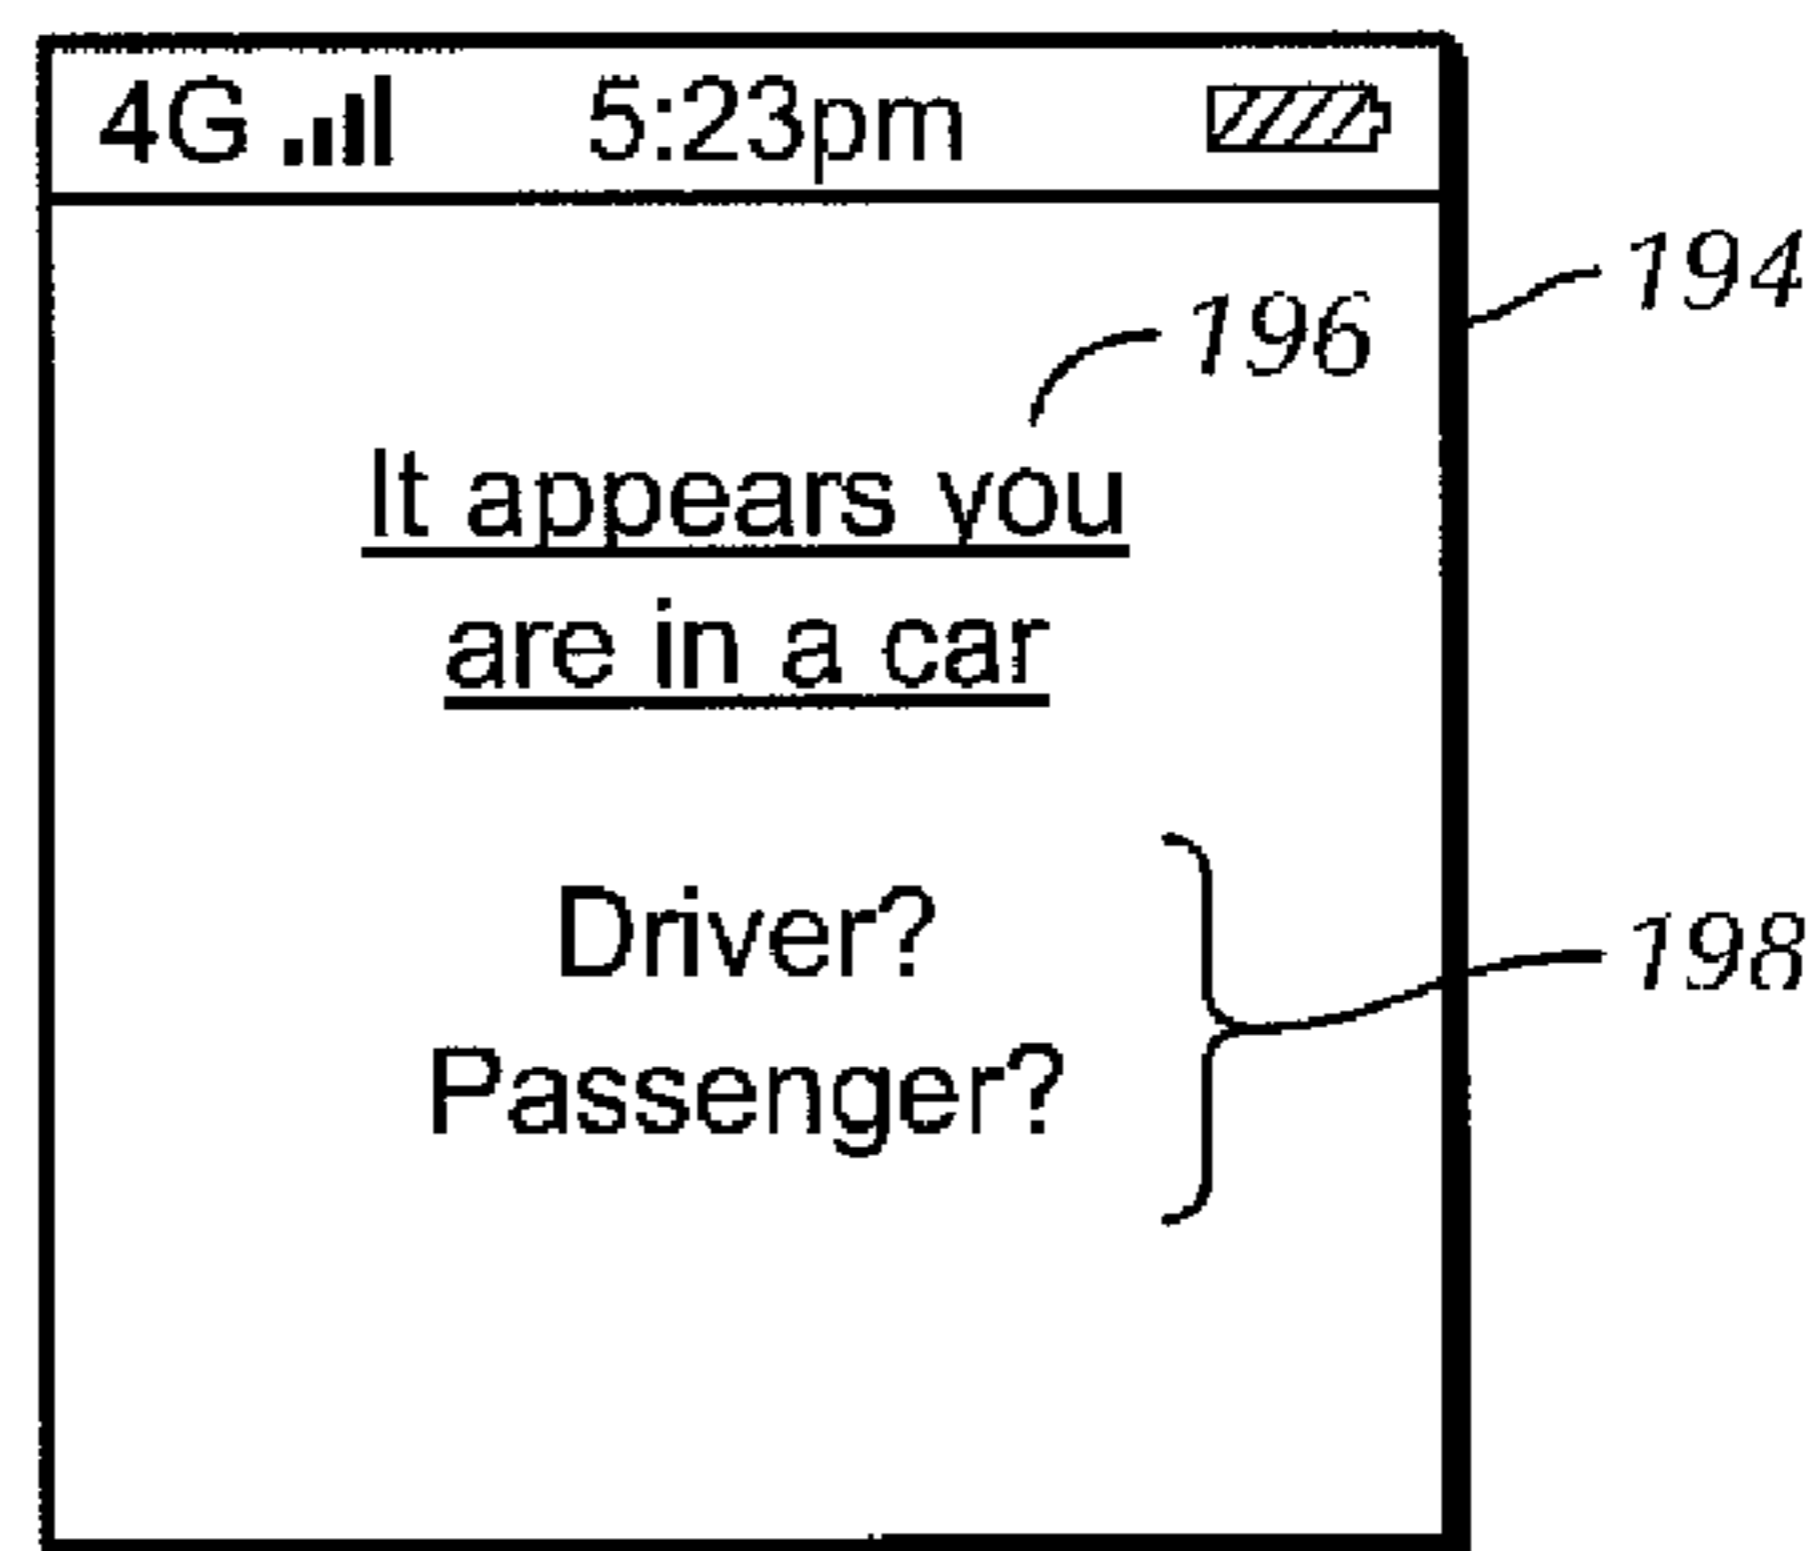 4G 5:23pm
194
196
It appears you
are in a car
Driver?
198
Passenger?